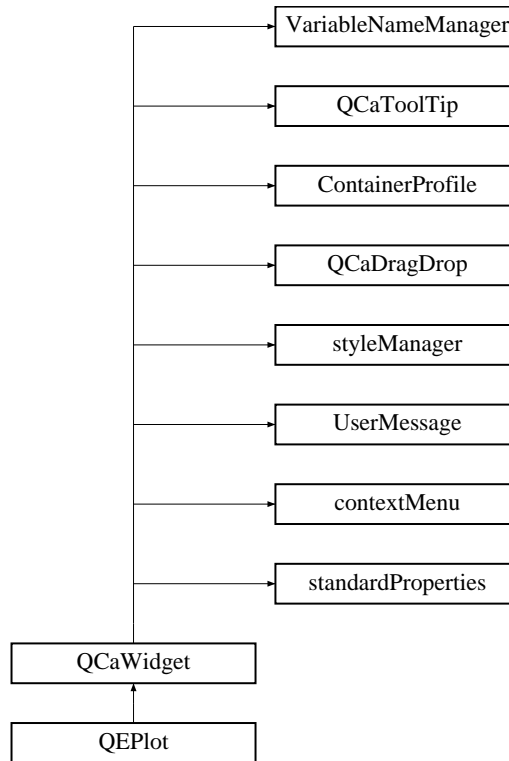 VariableNameManager
QCaToolTip
ContainerProfile
QCaDragDrop
styleManager
UserMessage
contextMenu
standardProperties
QCaWidget
QEPlot